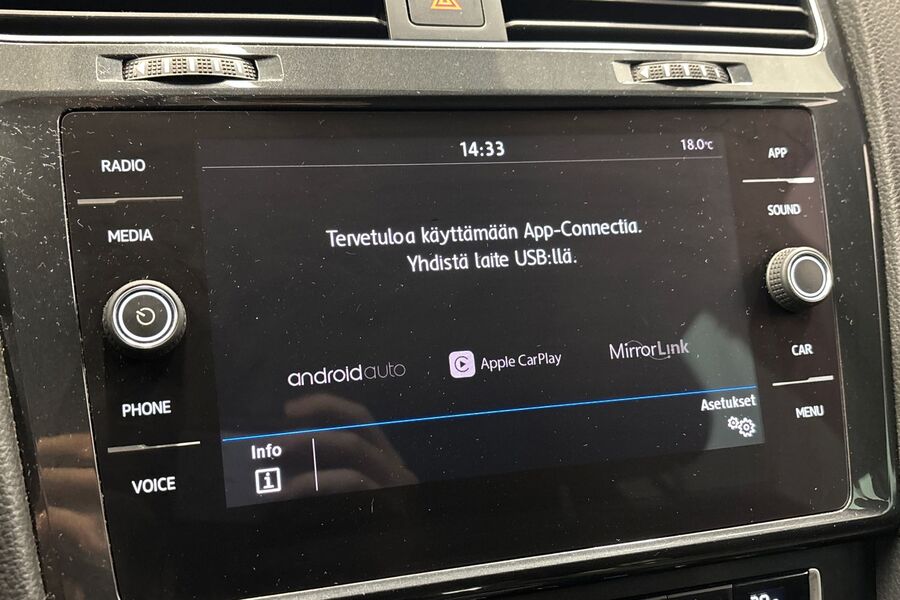 14:33
18.0°C
RADIO
MEDIA
PHONE
VOICE
APP
SOUND
CAR
MENU
Tervetuloa käyttämään App-Connectia.
Yhdistä laite USB:llä.
androidauto
Apple CarPlay
MirrorLink
Asetukset
Info